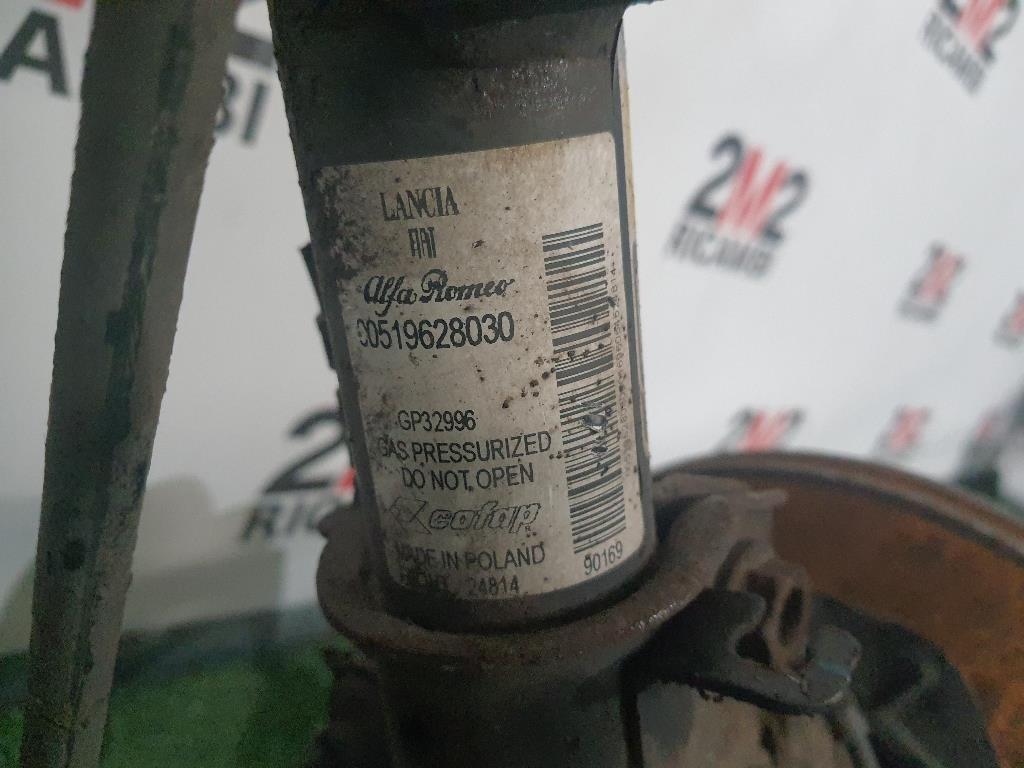 LANCIA
FIAT
Alfa Romeo
00519628030
GP32996
GAS PRESSURIZED
DO NOT OPEN
cofap
MADE IN POLAND
24814
90169
2M2
RICAMBI
2M2